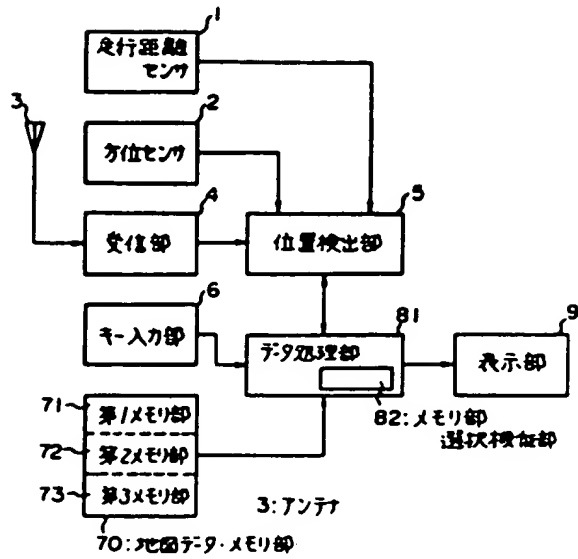 1
走行距離
センサ
2
3
方位センサ
4
5
受信部
位置検出部
6
81
9
キー入力部
データ処理部
表示部
82:メモリ部
選択検知部
71
第1メモリ部
72
第2メモリ部
73
第3メモリ部
3:アンテナ
70:地図データ・メモリ部